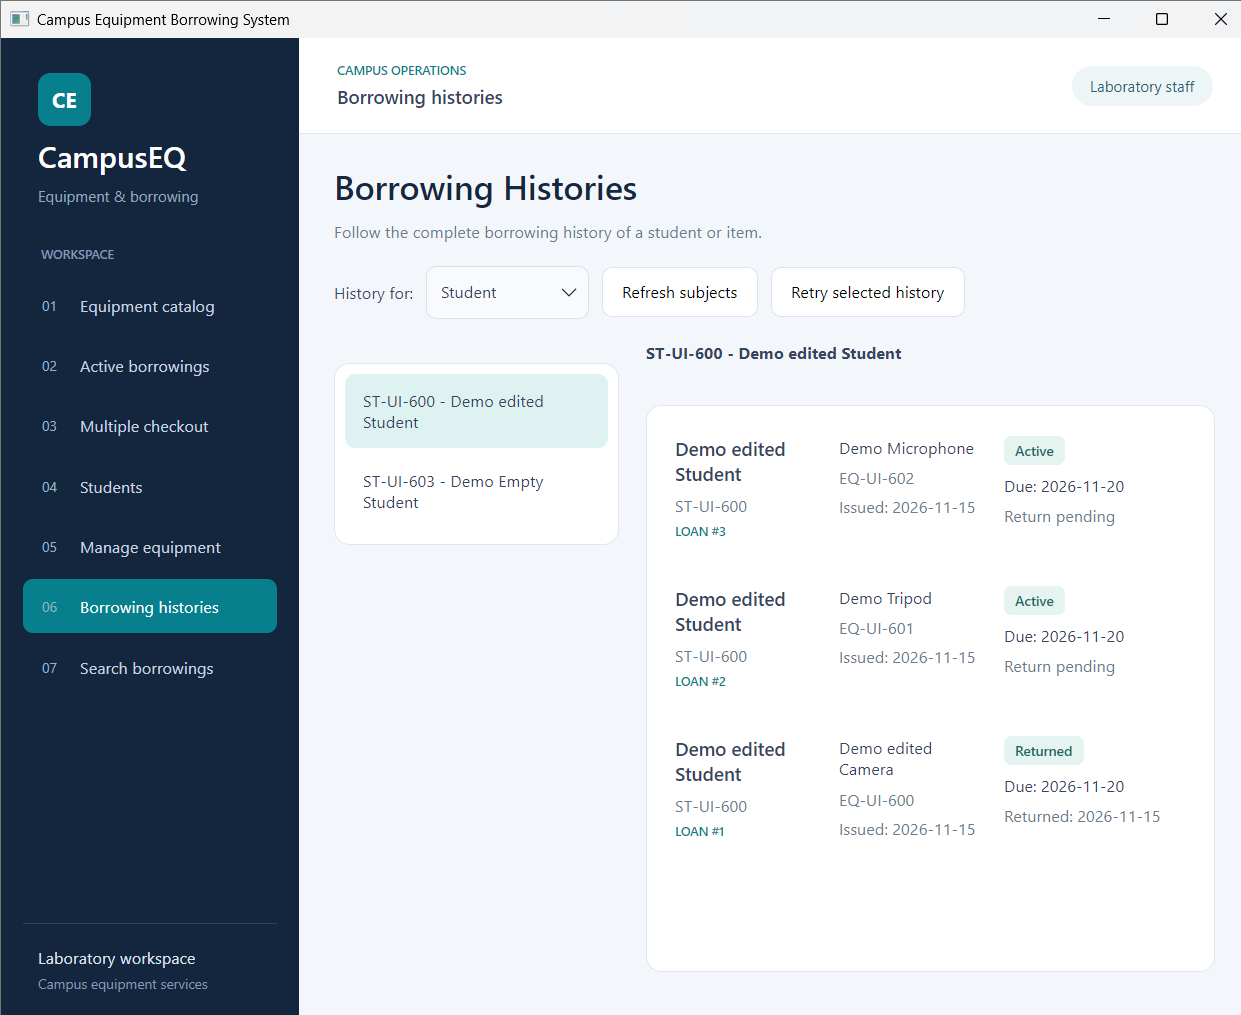 Campus Equipment Borrowing System
CE
CampusEQ
Equipment & borrowing
WORKSPACE
01 Equipment catalog
02 Active borrowings
03 Multiple checkout
04 Students
05 Manage equipment
06 Borrowing histories
07 Search borrowings
Laboratory workspace
Campus equipment services
CAMPUS OPERATIONS
Borrowing histories
Laboratory staff
Borrowing Histories
Follow the complete borrowing history of a student or item.
History for: Student Refresh subjects Retry selected history
ST-UI-600 - Demo edited
Student
ST-UI-603 - Demo Empty
Student
ST-UI-600 - Demo edited Student
Demo edited
Student
ST-UI-600
LOAN #3
Demo Microphone
EQ-UI-602
Issued: 2026-11-15
Active
Due: 2026-11-20
Return pending
Demo edited
Student
ST-UI-600
LOAN #2
Demo Tripod
EQ-UI-601
Issued: 2026-11-15
Active
Due: 2026-11-20
Return pending
Demo edited
Student
ST-UI-600
LOAN #1
Demo edited
Camera
EQ-UI-600
Issued: 2026-11-15
Returned
Due: 2026-11-20
Returned: 2026-11-15